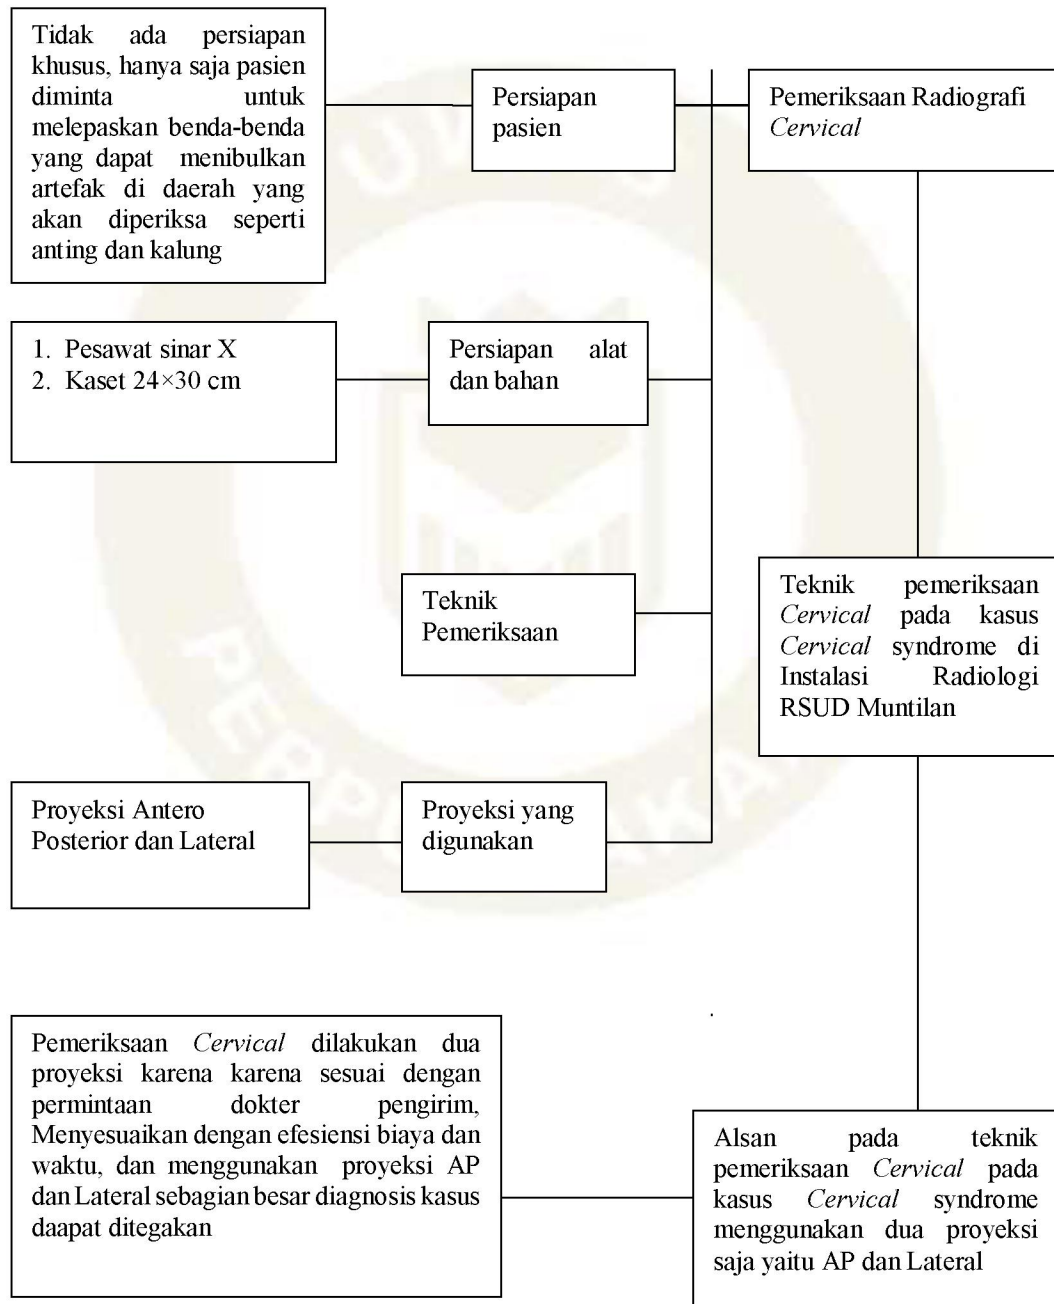 Tidak ada persiapan
khusus, hanya saja pasien
diminta untuk
melepaskan benda-benda
yang dapat menibulkan
artefak di daerah yang
akan diperiksa seperti
anting dan kalung
Persiapan
pasien
Pemeriksaan Radiografi
Cervical
1. Pesawat sinar X
2. Kaset 24×30 cm
Persiapan alat
dan bahan
Teknik
Pemeriksaan
Teknik pemeriksaan
Cervical pada kasus
Cervical syndrome di
Instalasi Radiologi
RSUD Muntilan
Proyeksi Antero
Posterior dan Lateral
Proyeksi yang
digunakan
Pemeriksaan Cervical dilakukan dua
proyeksi karena karena sesuai dengan
permintaan dokter pengirim,
Menyesuaikan dengan efesiensi biaya dan
waktu, dan menggunakan proyeksi AP
dan Lateral sebagian besar diagnosis kasus
daapat ditegakan
Alsan pada teknik
pemeriksaan Cervical pada
kasus Cervical syndrome
menggunakan dua proyeksi
saja yaitu AP dan Lateral